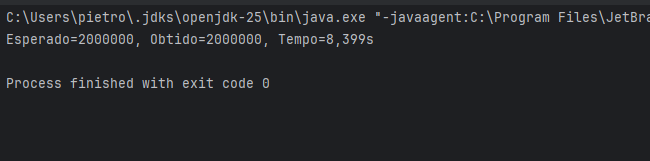 C:\Users\pietro\.jdks\openjdk-25\bin\java.exe "-javaagent:C:\Program Files\JetBra
Esperado=2000000, Obtido=2000000, Tempo=8,399s
Process finished with exit code 0